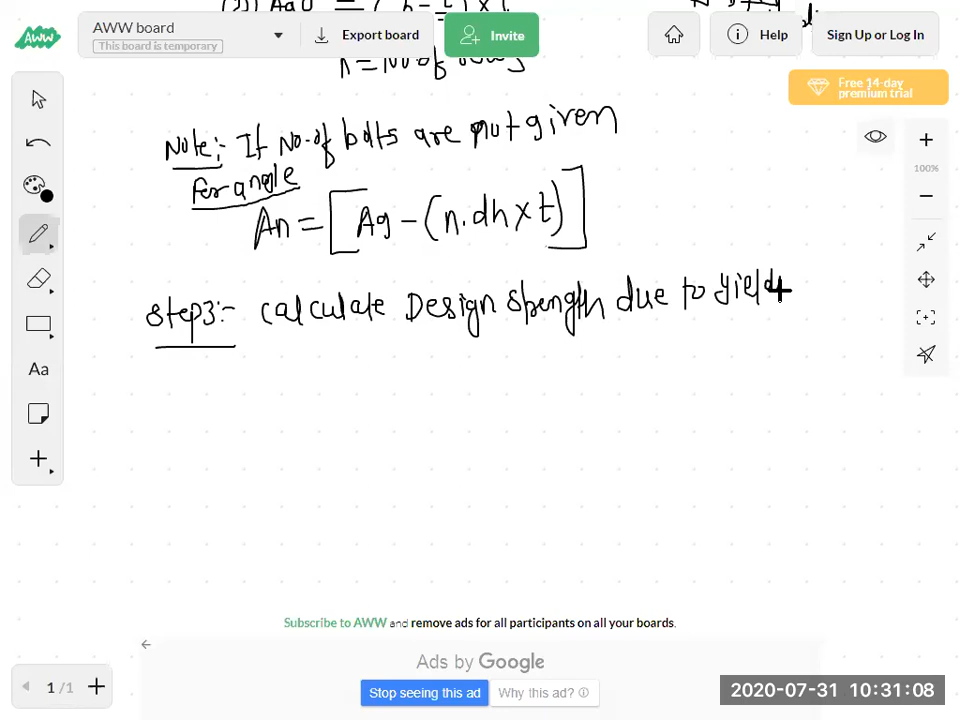 AWW
AWW board
This board is temporary
Export board
Invite
Help
Sign Up or Log In
Free 14-day
premium trial
100%
n = No. of
Note:- If No. of bolts are not given
For angle
An = [Ag - (n.dh x t)]
Step3:- calculate Design strength due to yield
Aa
Subscribe to AWW and remove ads for all participants on all your boards.
Ads by Google
Stop seeing this ad
Why this ad?
1 /1
2020-07-31 10:31:08